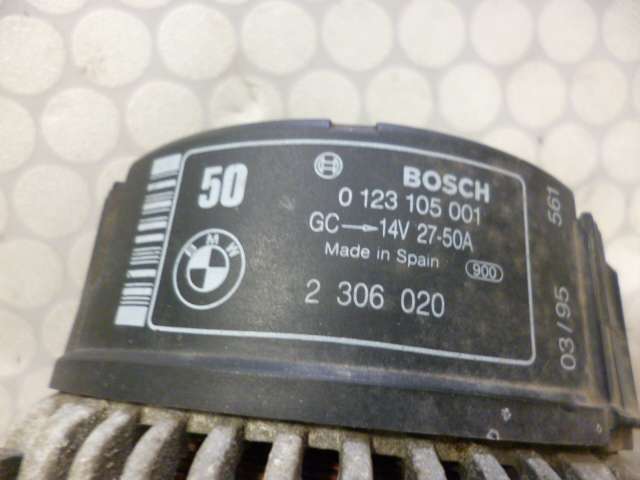 50
BOSCH
0 123 105 001
GC → 14V 27-50A
Made in Spain
900
BMW
2 306 020
03/95 561